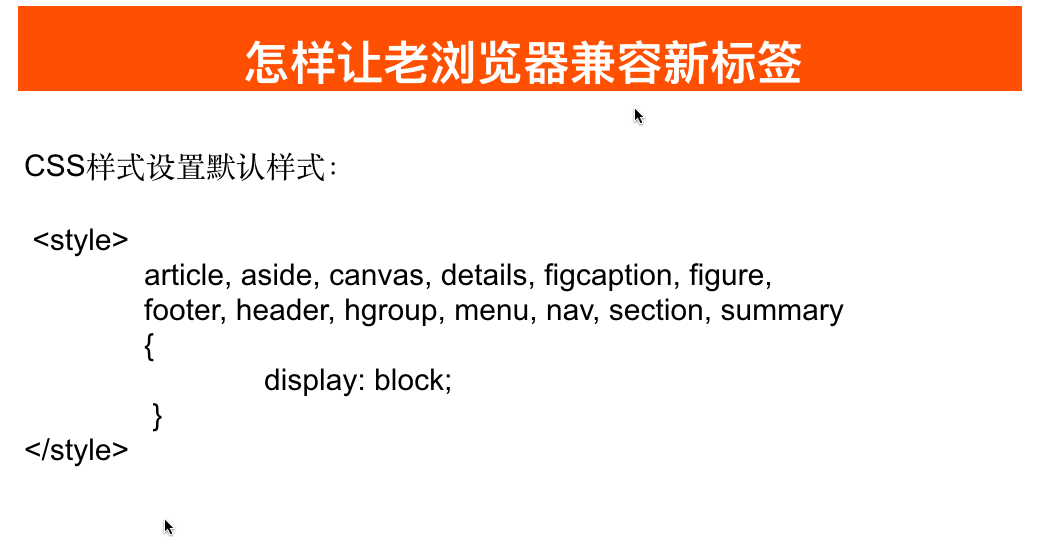 怎样让老浏览器兼容新标签
CSS样式设置默认样式：
<style>
article, aside, canvas, details, figcaption, figure,
footer, header, hgroup, menu, nav, section, summary
{
display: block;
}
</style>